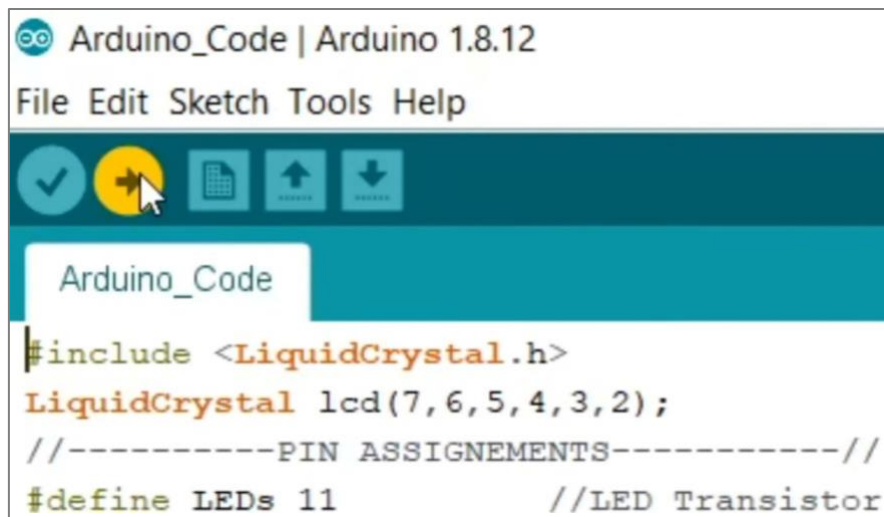 Arduino_Code | Arduino 1.8.12
File Edit Sketch Tools Help
Arduino_Code
#include <LiquidCrystal.h>
LiquidCrystal lcd(7,6,5,4,3,2);
//----------PIN ASSIGNEMENTS-----------//
#define LEDs 11 //LED Transistor